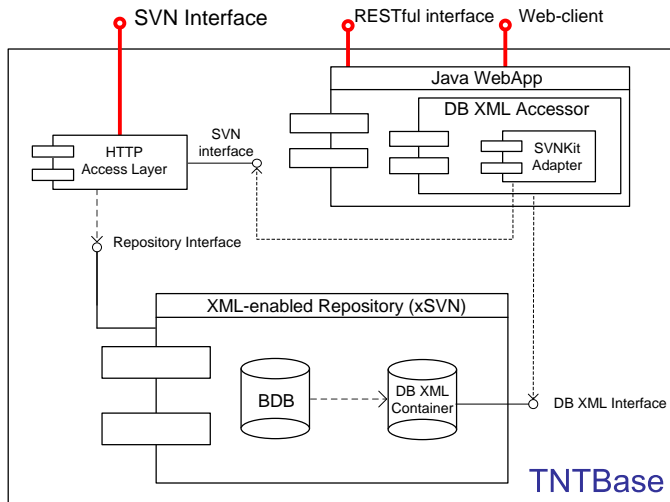 SVN Interface
RESTful interface
Web-client
Java WebApp
DB XML Accessor
SVNKit
Adapter
HTTP
Access Layer
SVN
interface
Repository Interface
XML-enabled Repository (xSVN)
BDB
DB XML
Container
DB XML Interface
TNTBase